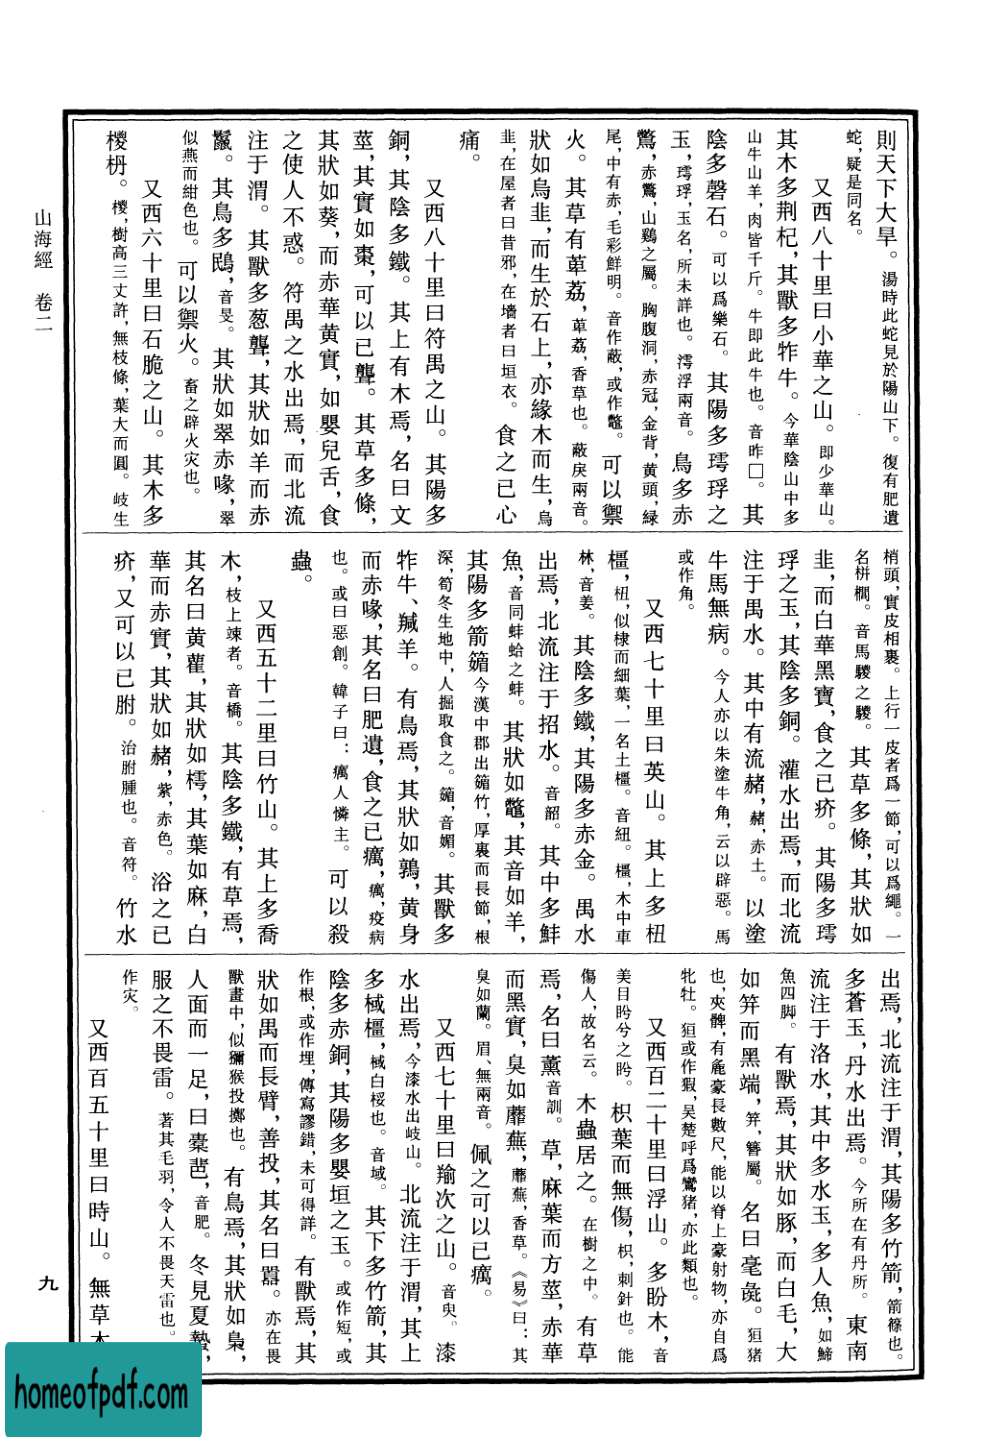 則天下大旱。湯時此蛇見於陽山下。復有肥遺
蛇，疑是同名。
又西八十里曰小華之山。即少華山。
其木多荆杞，其獸多㸲牛。今華陰山中多
山牛山羊，肉皆千斤。牛即此牛也。音昨□。其
陰多磬石。可以爲樂石。其陽多㻬琈之
玉，㻬琈，玉名，所未詳也。㵀浮兩音。鳥多赤
鷩，赤鷩，山鷄之屬。胸腹洞，赤冠，金背，黄頭，緑
尾，中有赤，毛彩鮮明。音作蔽，或作鼈。可以禦
火。其草有萆荔，萆荔，香草也。蔽戾兩音。
狀如烏韭，而生於石上，亦緣木而生，烏
韭，在屋者曰昔邪，在墻者曰垣衣。食之已心
痛。
又西八十里曰符禺之山。其陽多
銅，其陰多鐵。其上有木焉，名曰文
莖，其實如棗，可以已聾。其草多條，
其狀如葵，而赤華黄實，如嬰兒舌，食
之使人不惑。符禺之水出焉，而北流
注于渭。其獸多葱聾，其狀如羊而赤
鬣。其鳥多鴖，音旻。其狀如翠赤喙，翠
似燕而紺色也。可以禦火。畜之辟火灾也。
又西六十里曰石脆之山。其木多
椶枬。椶，樹高三丈許，無枝條，葉大而圓。岐生
梢頭，實皮相裹。上行一皮者爲一節，可以爲繩。一
名栟櫚。音馬騣之騣。其草多條，其狀如
韭，而白華黑實，食之已疥。其陽多㻬
琈之玉，其陰多銅。灌水出焉，而北流
注于禺水。其中有流赭，赭，赤土。以塗
牛馬無病。今人亦以朱塗牛角，云以辟惡。馬
或作角。
又西七十里曰英山。其上多杻
橿，杻，似棣而細葉，一名土橿。音紐。橿，木中車
林，音姜。其陰多鐵，其陽多赤金。禺水
出焉，北流注于招水。音韶。其中多䱨
魚，音同蚌蛤之蚌。其狀如鼈，其音如羊，
其陽多箭䉋今漢中郡出䉋竹，厚裏而長節，根
深，筍冬生地中，人掘取食之。䉋，音媚。其獸多
㸲牛、羬羊。有鳥焉，其狀如鶉，黄身
而赤喙，其名曰肥遺，食之已癘，癘，疫病
也。或曰惡創。韓子曰：癘人憐主。可以殺
蟲。
又西五十二里曰竹山。其上多喬
木，枝上竦者。音橋。其陰多鐵，有草焉，
其名曰黄雚，其狀如樗，其葉如麻，白
華而赤實，其狀如赭，紫，赤色。浴之已
疥，又可以已胕。治胕腫也。音符。竹水
出焉，北流注于渭，其陽多竹箭，箭篠也。
多蒼玉，丹水出焉。今所在有丹所。東南
流注于洛水，其中多水玉，多人魚，如鯑
魚四脚。有獸焉，其狀如豚，而白毛，大
如筓而黑端，筓，簪屬。名曰毫彘。狟猪
也，夾髀，有麁豪長數尺，能以脊上豪射物，亦自爲
牝牡。狟或作猳，吴楚呼爲鸞猪，亦此類也。
又西百二十里曰浮山。多盼木，音
美目盻兮之盻。枳葉而無傷，枳，刺針也。能
傷人，故名云。木蟲居之。在樹之中。有草
焉，名曰薰音訓。草，麻葉而方莖，赤華
而黑實，臭如蘼蕪，蘼蕪，香草。《易》曰：其
臭如蘭。眉、無兩音。佩之可以已癘。
又西七十里曰羭次之山。音臾。漆
水出焉，今漆水出岐山。北流注于渭，其上
多棫橿，棫白桵也。音域。其下多竹箭，其
陰多赤銅，其陽多嬰垣之玉。或作短，或
作根，或作埋，傳寫謬錯，未可得詳。有獸焉，其
狀如禺而長臂，善投，其名曰嚻。亦在畏
獸畫中，似獼猴投擲也。有鳥焉，其狀如梟，
人面而一足，曰橐𩇯，音肥。冬見夏蟄，
服之不畏雷。著其毛羽，令人不畏天雷也。
作灾。
又西百五十里曰時山。無草木
山海經　卷二
九
homeofpdf.com